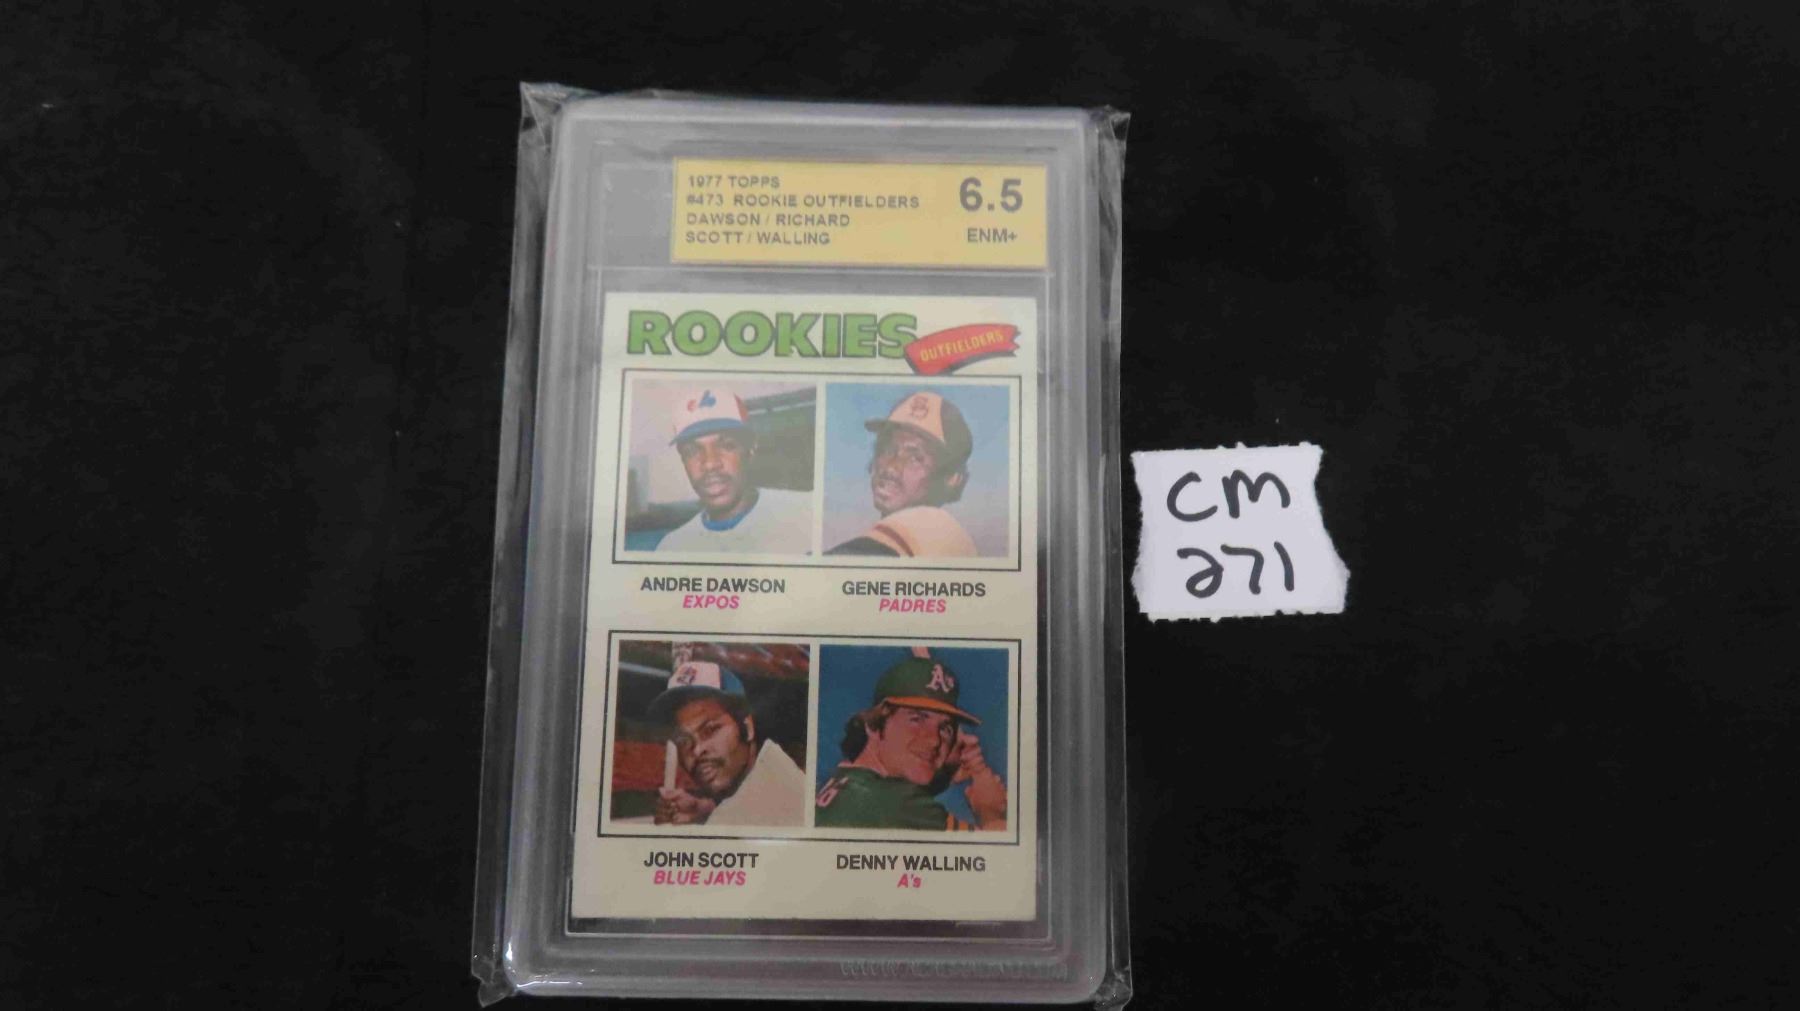 1977 TOPPS
#473 ROOKIE OUTFIELDERS
DAWSON / RICHARD
SCOTT / WALLING
6.5
ENM+
ROOKIES
OUTFIELDERS
ANDRE DAWSON
EXPOS
GENE RICHARDS
PADRES
JOHN SCOTT
BLUE JAYS
DENNY WALLING
A's
CM
271